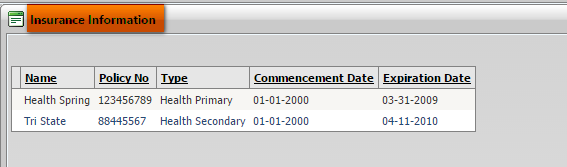 Insurance Information
Name Policy No Type Commencement Date Expiration Date
Health Spring 123456789 Health Primary 01-01-2000 03-31-2009
Tri State 88445567 Health Secondary 01-01-2000 04-11-2010